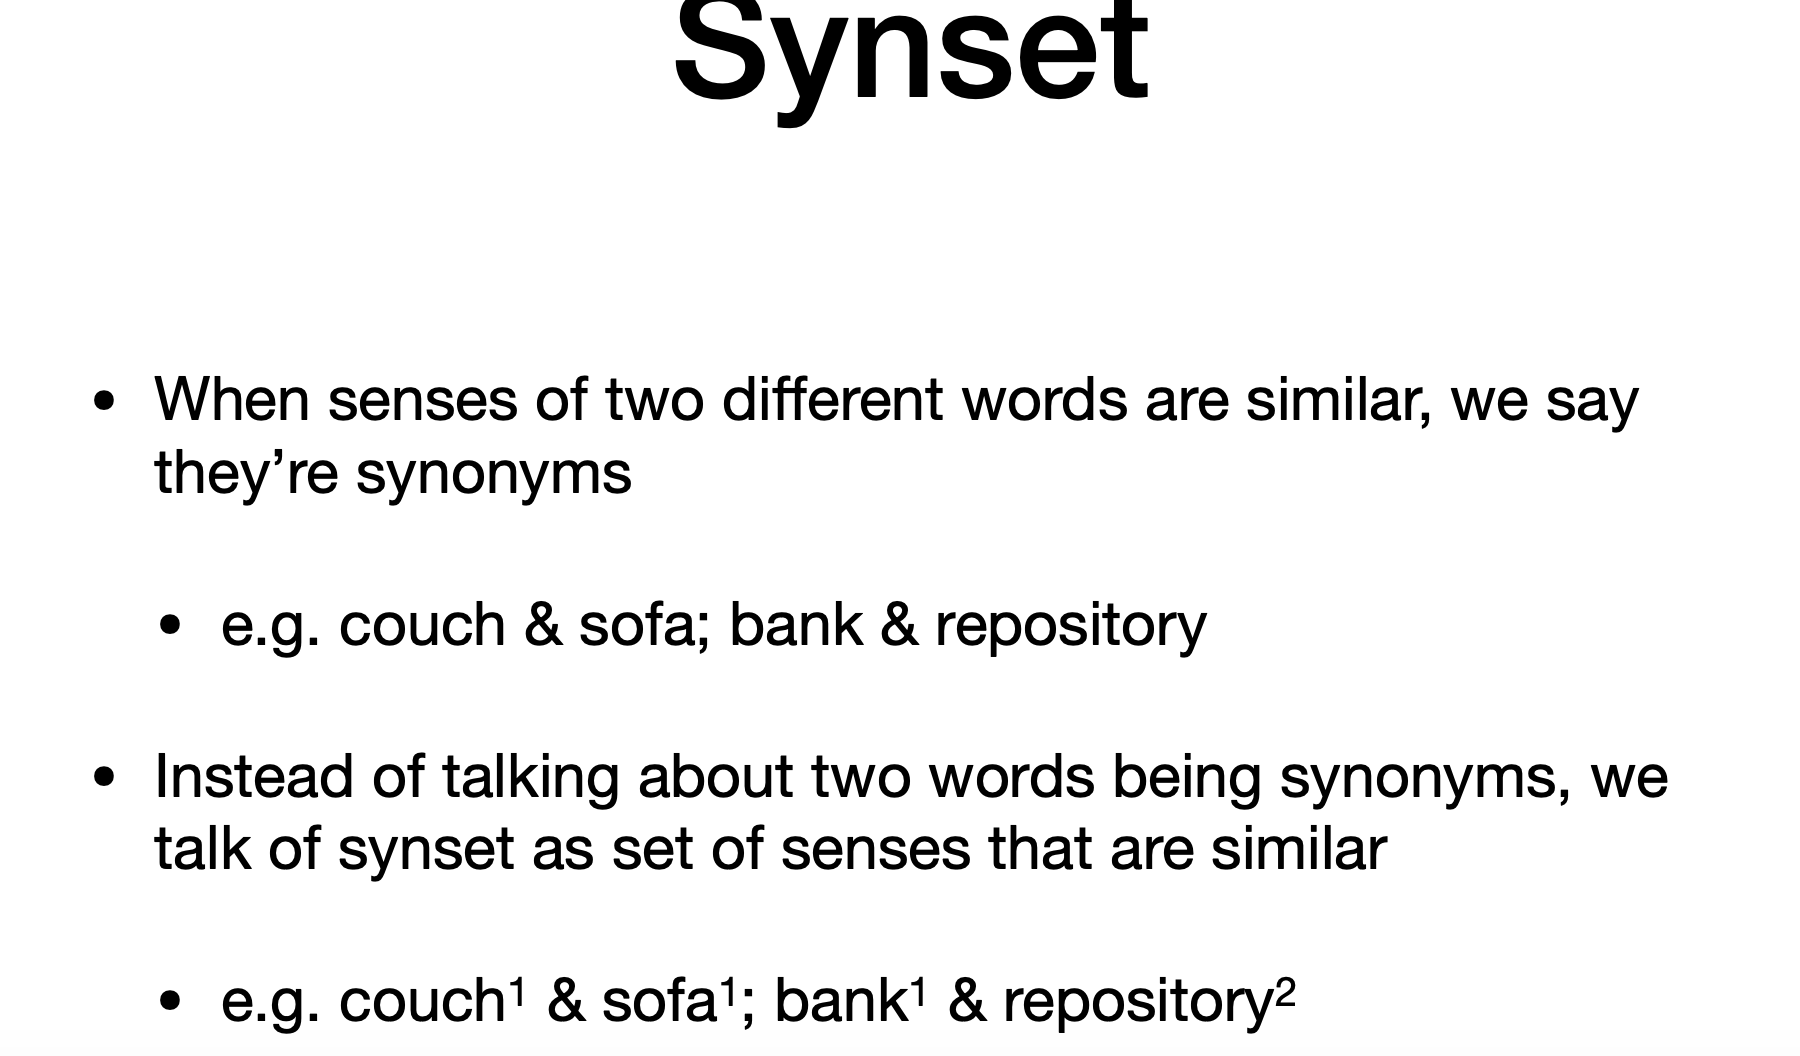 Synset
• When senses of two different words are similar, we say
they’re synonyms
• e.g. couch & sofa; bank & repository
• Instead of talking about two words being synonyms, we
talk of synset as set of senses that are similar
• e.g. couch¹ & sofa¹; bank¹ & repository²